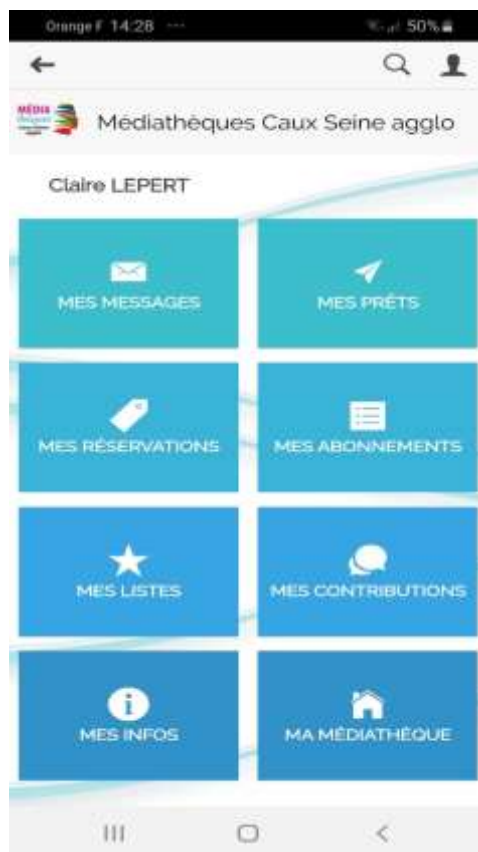 Orange F 14:28 ···
50%
MÉDIA
Médiathèques Caux Seine agglo
Claire LEPERT
MES MESSAGES
MES PRÊTS
MES RÉSERVATIONS
MES ABONNEMENTS
MES LISTES
MES CONTRIBUTIONS
MES INFOS
MA MÉDIATHÈQUE